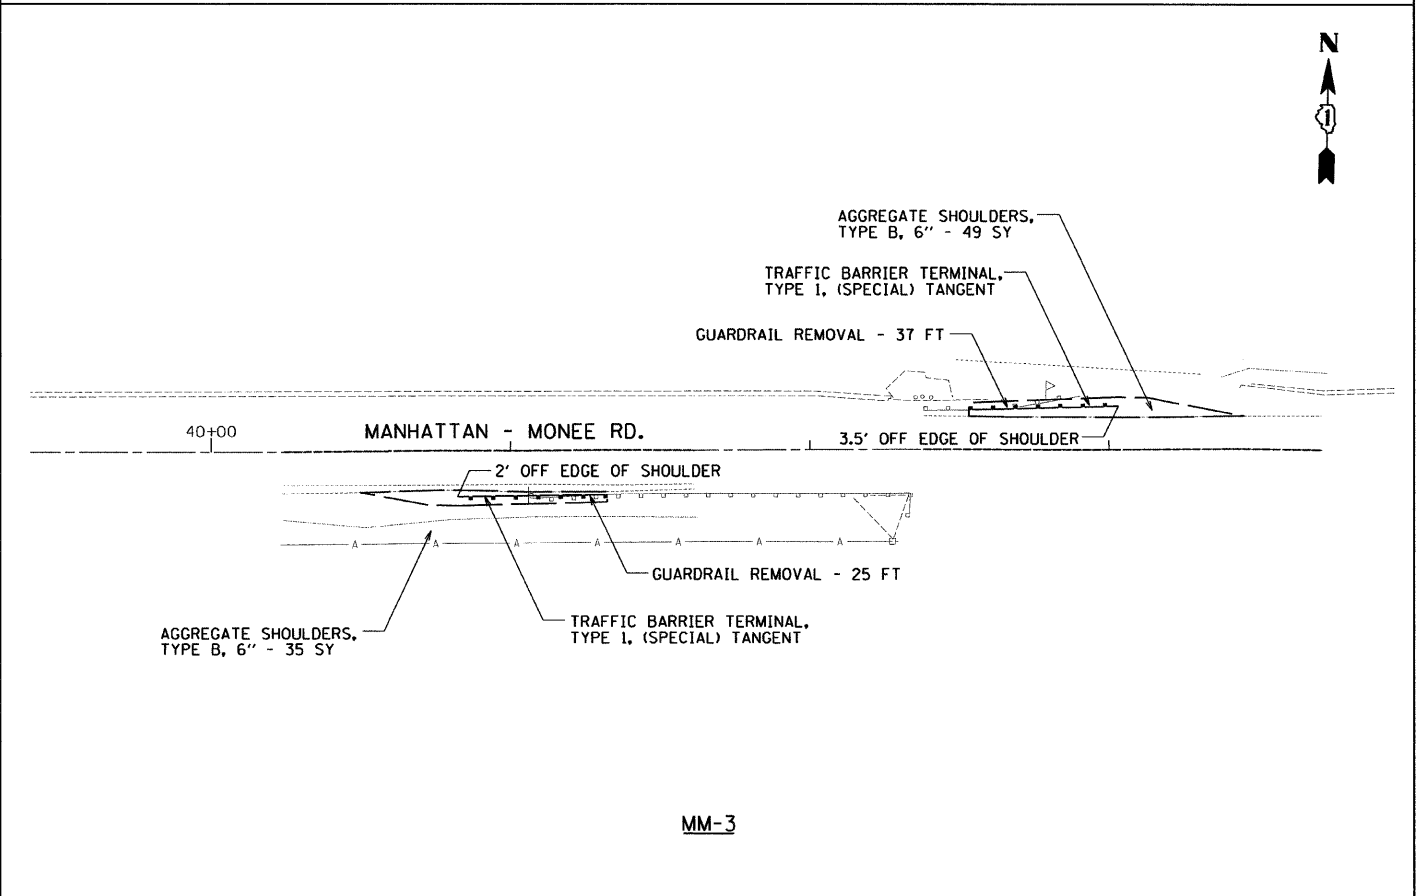 N
1
AGGREGATE SHOULDERS,
TYPE B, 6" - 49 SY
TRAFFIC BARRIER TERMINAL,
TYPE 1, (SPECIAL) TANGENT
GUARDRAIL REMOVAL - 37 FT
40+00
MANHATTAN - MONEE RD.
3.5' OFF EDGE OF SHOULDER
2' OFF EDGE OF SHOULDER
A A A A A A A
GUARDRAIL REMOVAL - 25 FT
TRAFFIC BARRIER TERMINAL,
TYPE 1, (SPECIAL) TANGENT
AGGREGATE SHOULDERS,
TYPE B, 6" - 35 SY
MM-3